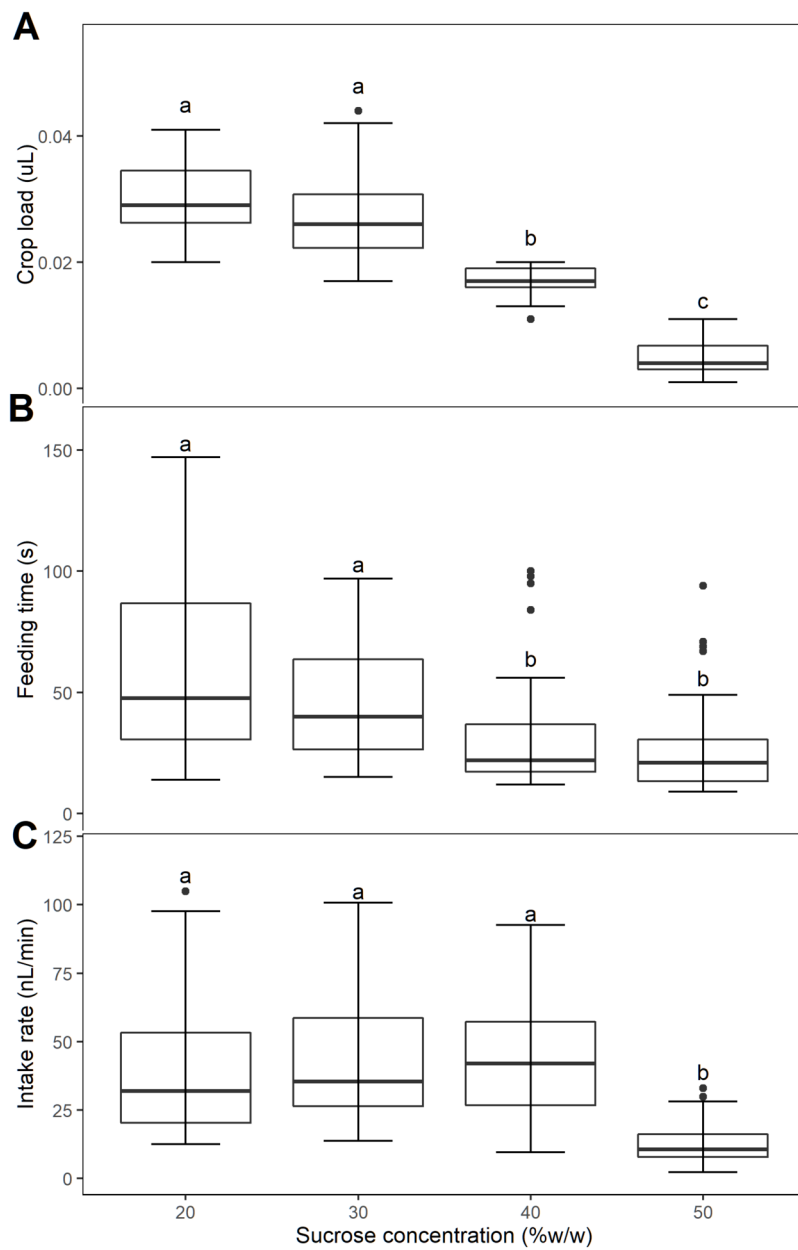 A
Crop load (uL)
0.04
0.02
0.00
a
a
b
c
B
Feeding time (s)
150
100
50
0
a
a
b
b
C
Intake rate (nL/min)
125
100
75
50
25
0
a
a
a
b
20 30 40 50
Sucrose concentration (%w/w)